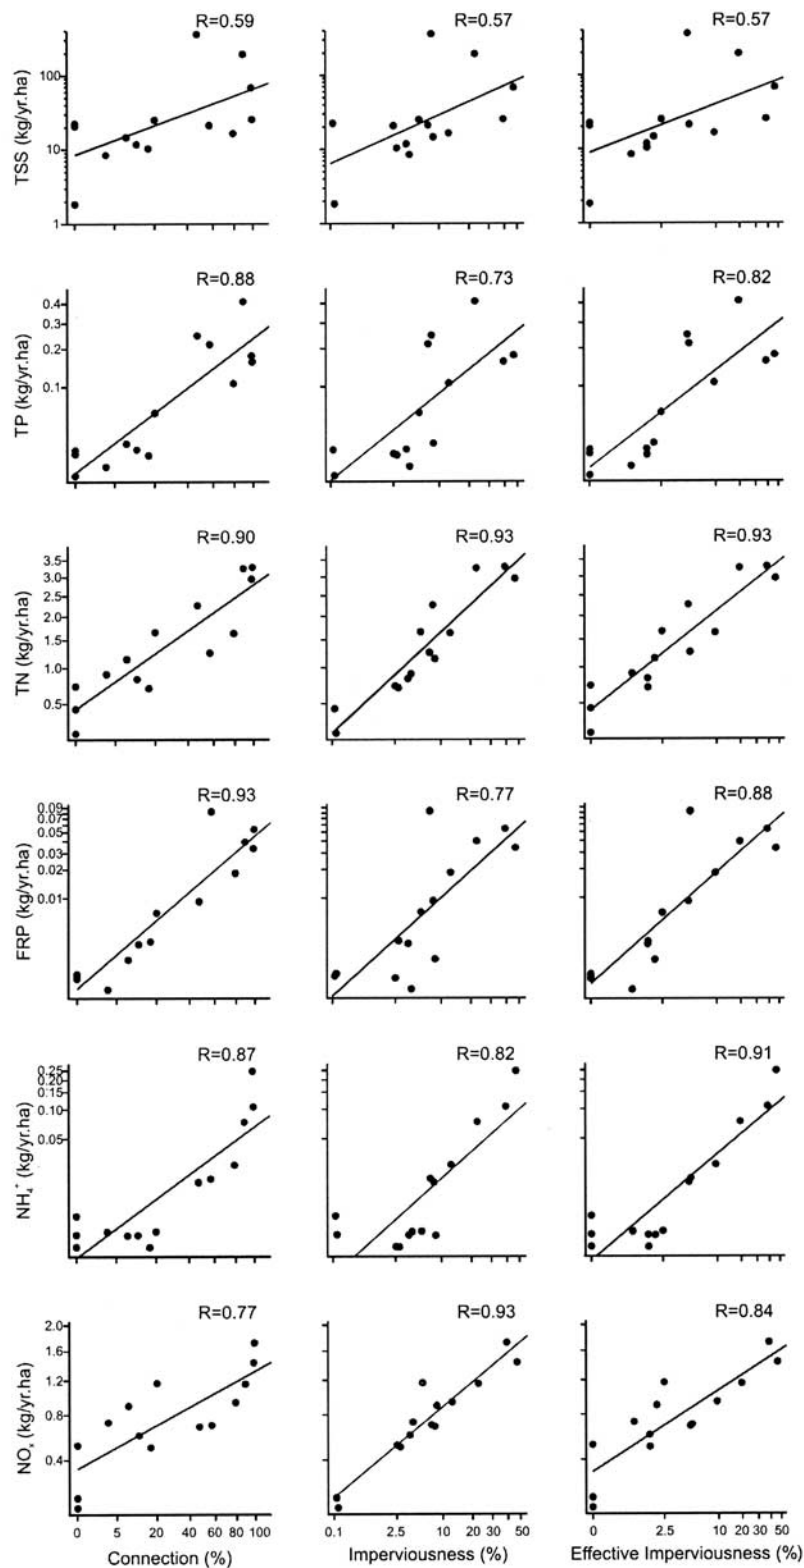 R=0.59 R=0.57 R=0.57
TSS (kg/yr.ha)
100
10
1
R=0.88 R=0.73 R=0.82
TP (kg/yr.ha)
0.4
0.3
0.2
0.1
R=0.90 R=0.93 R=0.93
TN (kg/yr.ha)
3.5
3.0
2.0
1.5
1.0
0.5
R=0.93 R=0.77 R=0.88
FRP (kg/yr.ha)
0.09
0.07
0.05
0.03
0.01
R=0.87 R=0.82 R=0.91
NH₄⁺ (kg/yr.ha)
0.25
0.20
0.15
0.10
0.05
R=0.77 R=0.93 R=0.84
NOₓ (kg/yr.ha)
2.0
1.6
1.2
0.8
0.4
0 5 20 40 60 80 100 0.1 2.5 10 20 30 50 0 2.5 10 20 30 50
Connection (%) Imperviousness (%) Effective Imperviousness (%)